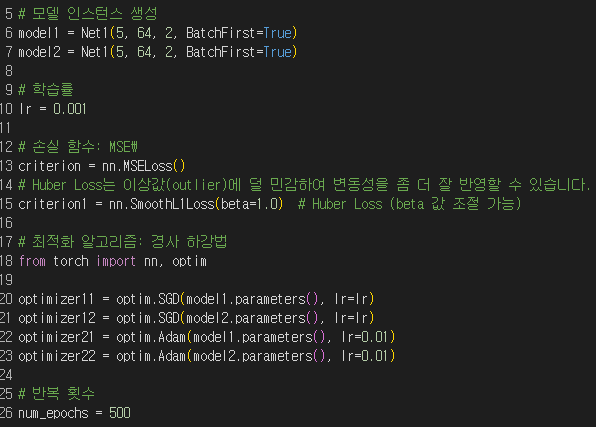 5 # 모델 인스턴스 생성
6 model1 = Net1(5, 64, 2, BatchFirst=True)
7 model2 = Net1(5, 64, 2, BatchFirst=True)
8
9 # 학습률
10 lr = 0.001
11
12 # 손실 함수: MSE₩
13 criterion = nn.MSELoss()
14 # Huber Loss는 이상값(outlier)에 덜 민감하여 변동성을 좀 더 잘 반영할 수 있습니다.
15 criterion1 = nn.SmoothL1Loss(beta=1.0)  # Huber Loss (beta 값 조절 가능)
16
17 # 최적화 알고리즘: 경사 하강법
18 from torch import nn, optim
19
20 optimizer11 = optim.SGD(model1.parameters(), lr=lr)
21 optimizer12 = optim.SGD(model2.parameters(), lr=lr)
22 optimizer21 = optim.Adam(model1.parameters(), lr=0.01)
23 optimizer22 = optim.Adam(model2.parameters(), lr=0.01)
24
25 # 반복 횟수
26 num_epochs = 500